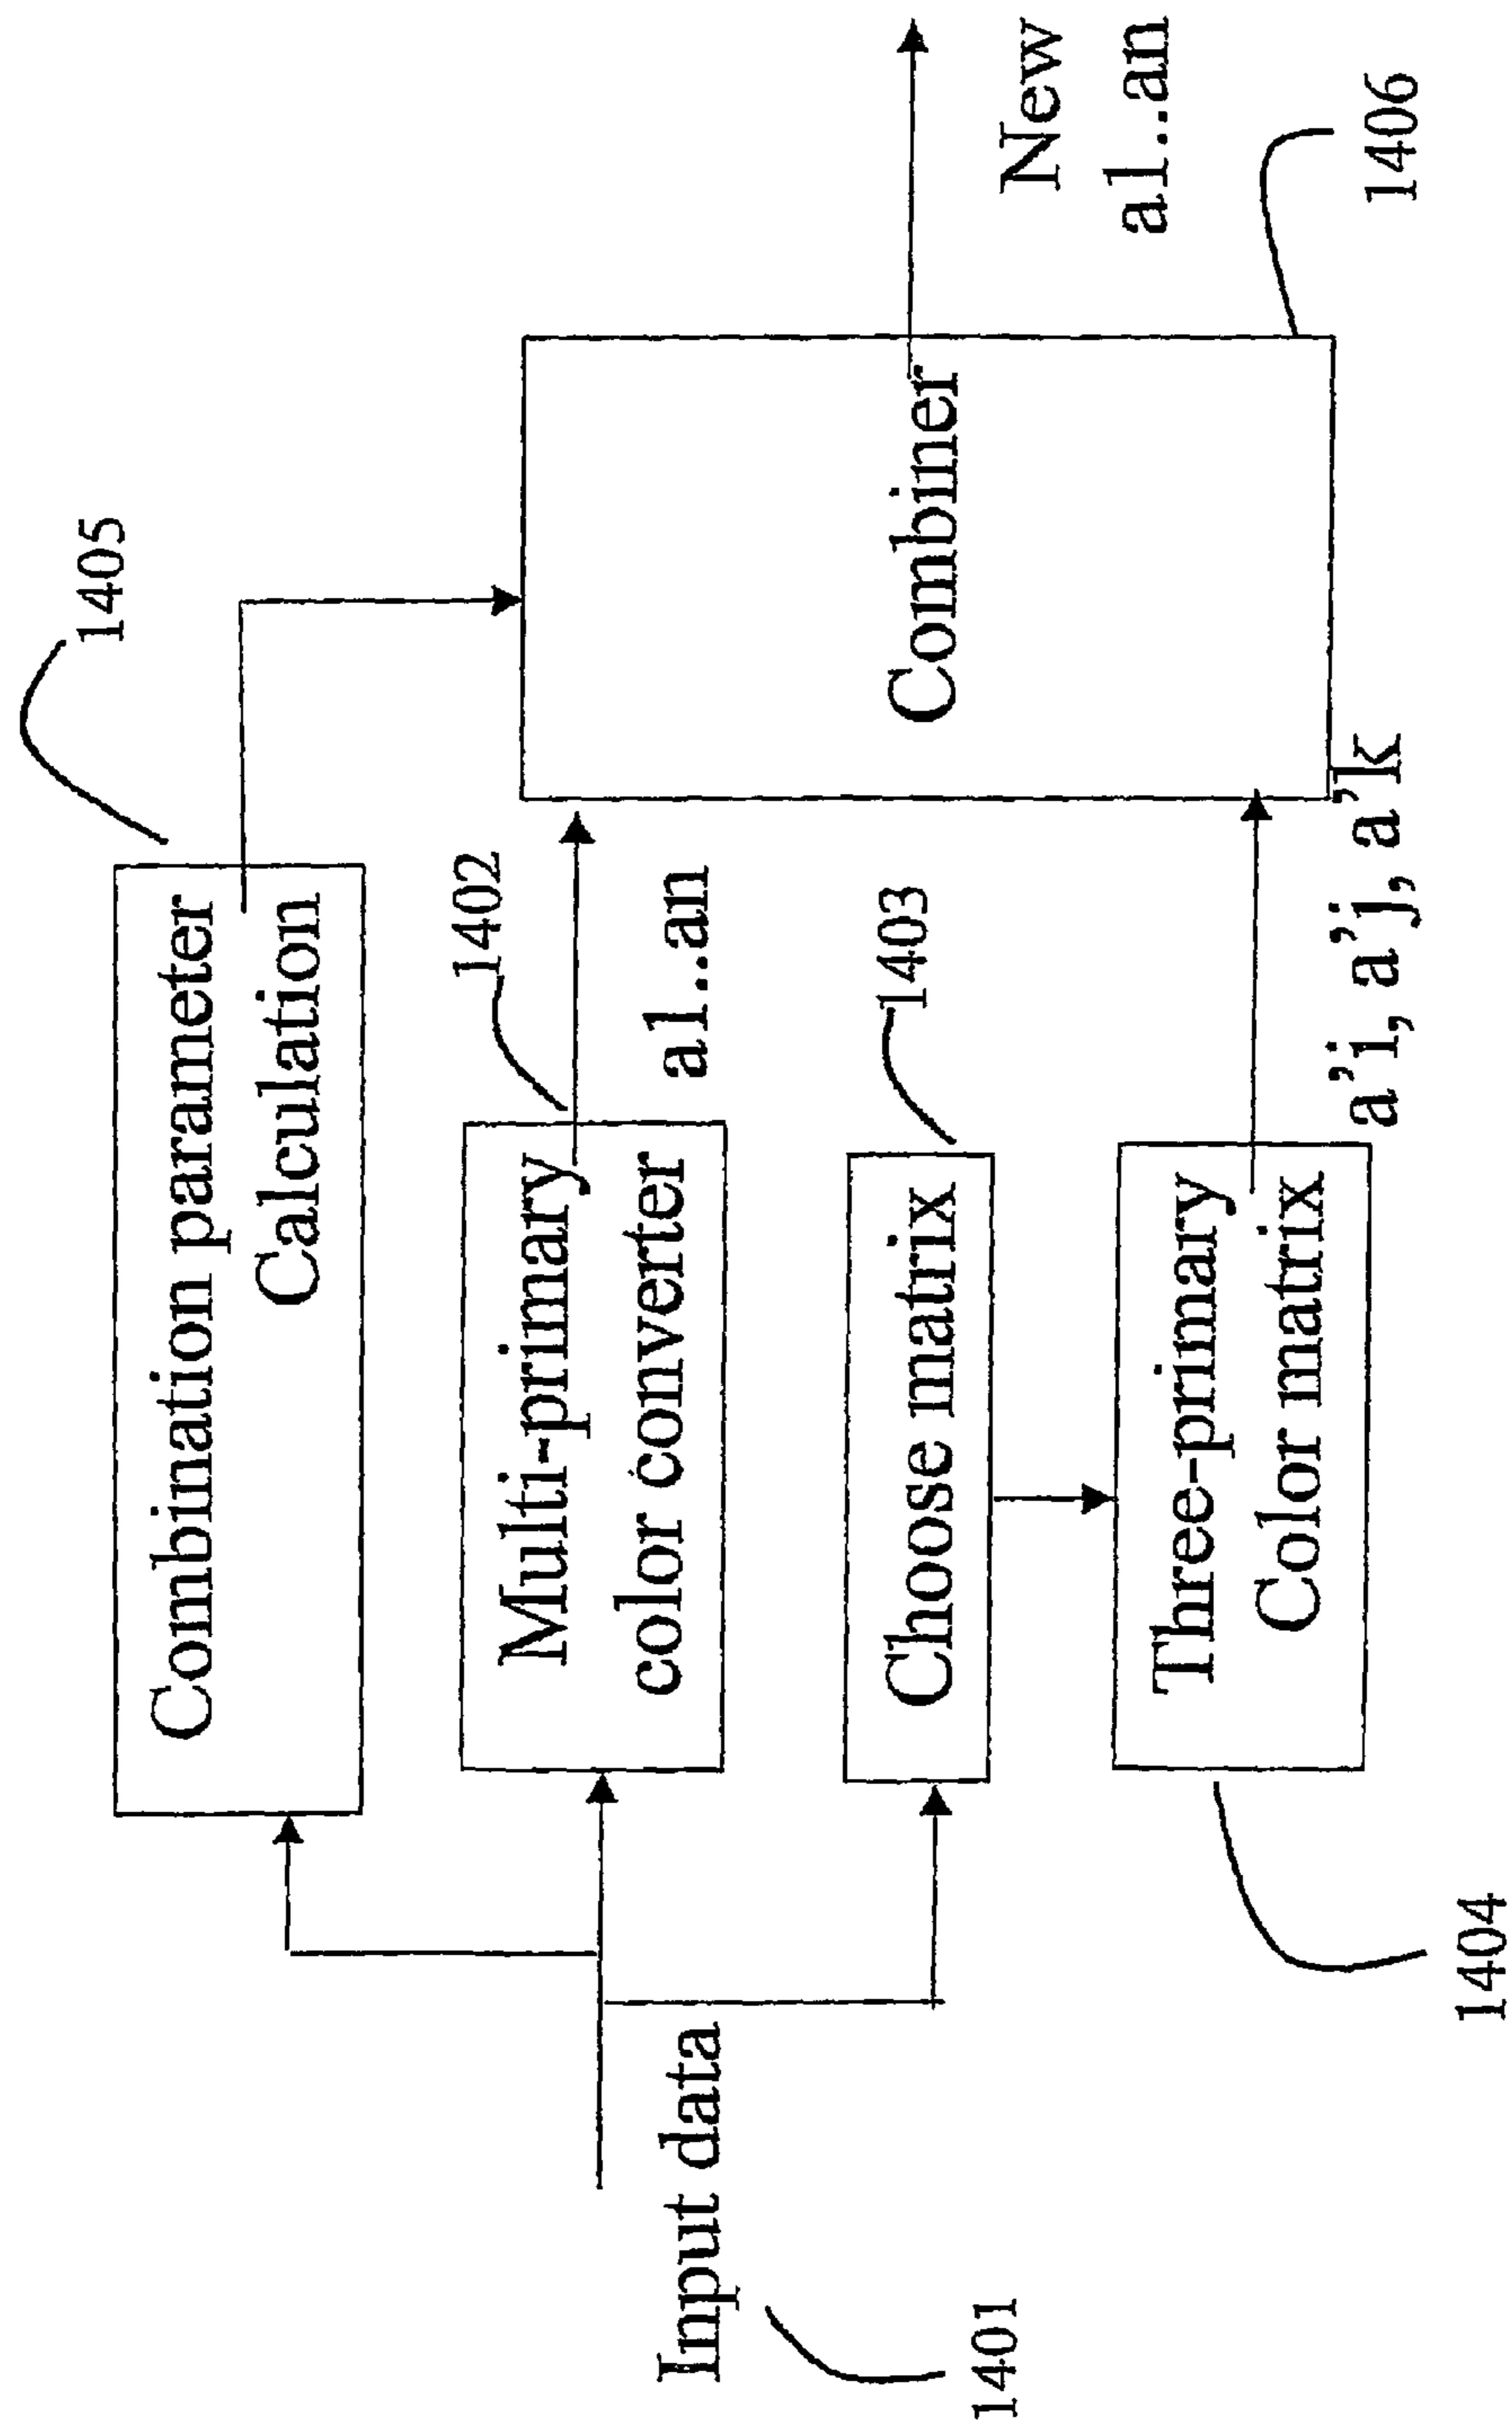 1405
Combination parameter
Calculation
1402
Multi-primary
color converter
a1..an
Input data
1401
1403
Choose matrix
Combiner
New
a1..an
Three-primary
Color matrix
a'i, a'j, a'k
1404
1406